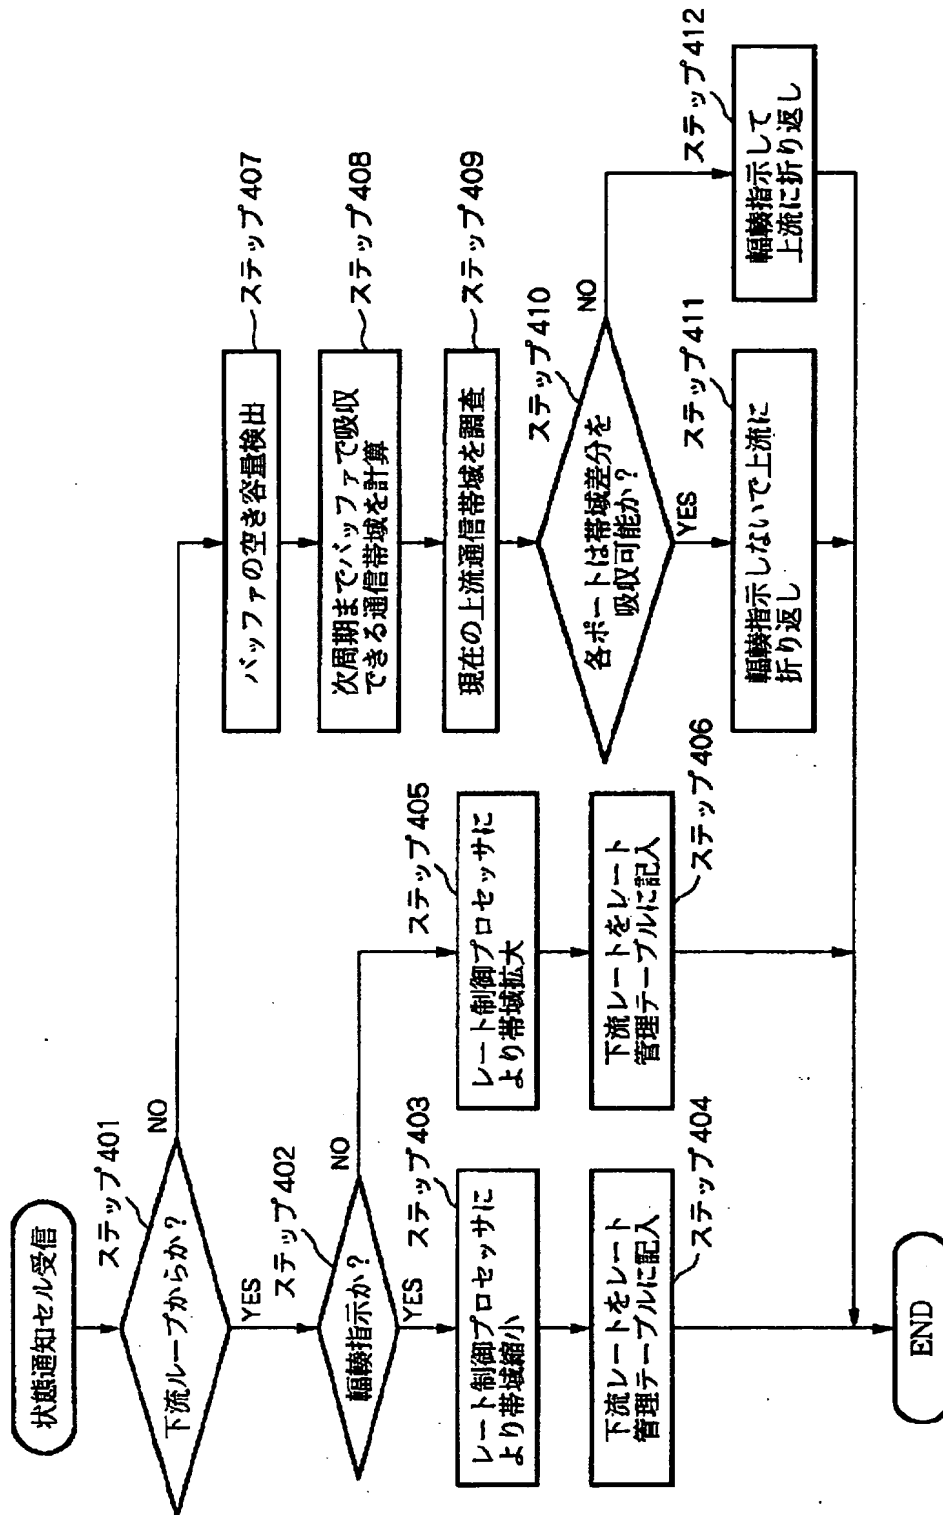 状態通知セル受信
ステップ401
下流ループからか？
NO
YES
ステップ402
輻輳指示か？
NO
YES
ステップ403
レート制御プロセッサに
より帯域縮小
下流レートをレート
管理テーブルに記入
ステップ404
ステップ405
レート制御プロセッサに
より帯域拡大
下流レートをレート
管理テーブルに記入
ステップ406
バッファの空き容量検出
ステップ407
次周期までバッファで吸収
できる通信帯域を計算
ステップ408
現在の上流通信帯域を調査
ステップ409
ステップ410
各ポートは帯域差分を
吸収可能か？
NO
YES
ステップ411
輻輳指示しないで上流に
折り返し
ステップ412
輻輳指示して
上流に折り返し
END